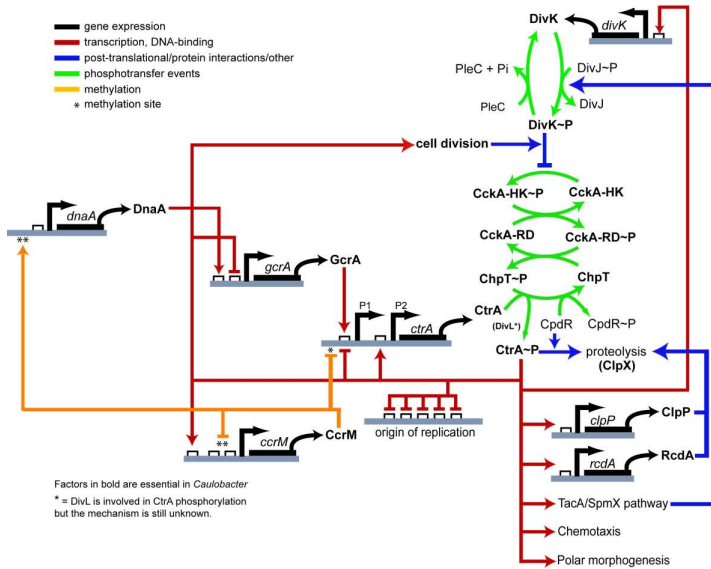 gene expression
transcription, DNA-binding
post-translational/protein interactions/other
phosphotransfer events
methylation
* methylation site
DivK
divK
PleC + Pi
DivJ~P
PleC
DivJ
DivK~P
cell division
dnaA
DnaA
**
CckA-HK~P
CckA-HK
CckA-RD
CckA-RD~P
gcrA
GcrA
ChpT~P
ChpT
P1
P2
ctrA
CtrA
(DivL*)
CpdR
CpdR~P
*
CtrA~P
proteolysis
(ClpX)
origin of replication
clpP
ClpP
**
ccrM
CcrM
rcdA
RcdA
Factors in bold are essential in Caulobacter
* = DivL is involved in CtrA phosphorylation
but the mechanism is still unknown.
TacA/SpmX pathway
Chemotaxis
Polar morphogenesis